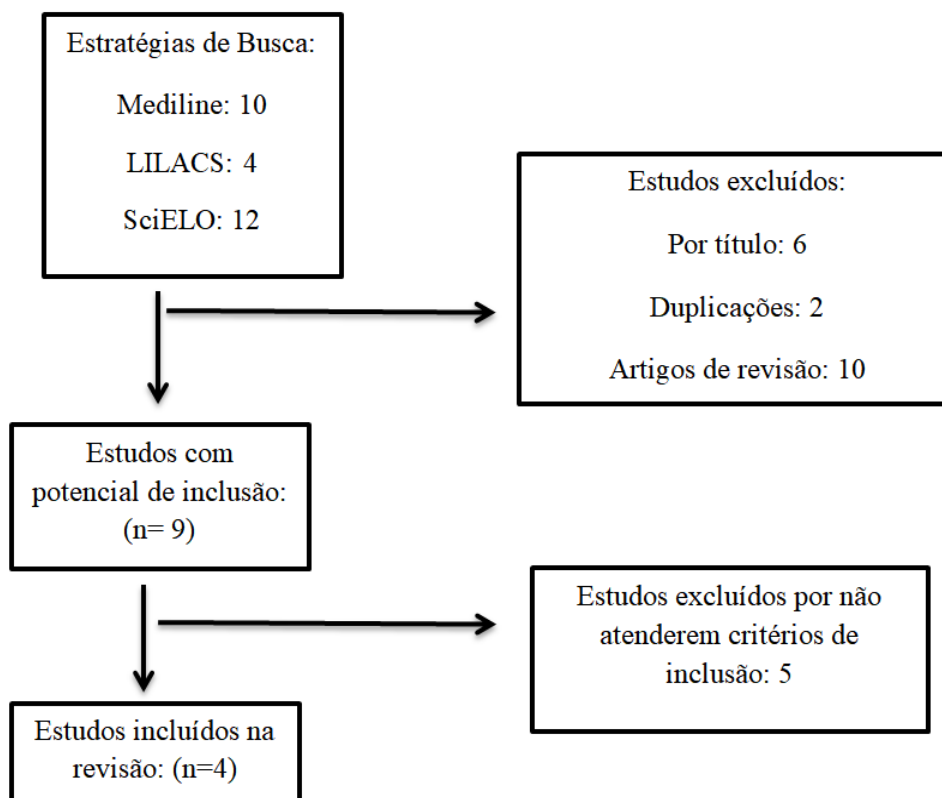 Estratégias de Busca:
Mediline: 10
LILACS: 4
SciELO: 12
Estudos excluídos:
Por título: 6
Duplicações: 2
Artigos de revisão: 10
Estudos com
potencial de inclusão:
(n= 9)
Estudos excluídos por não
atenderem critérios de
inclusão: 5
Estudos incluídos na
revisão: (n=4)